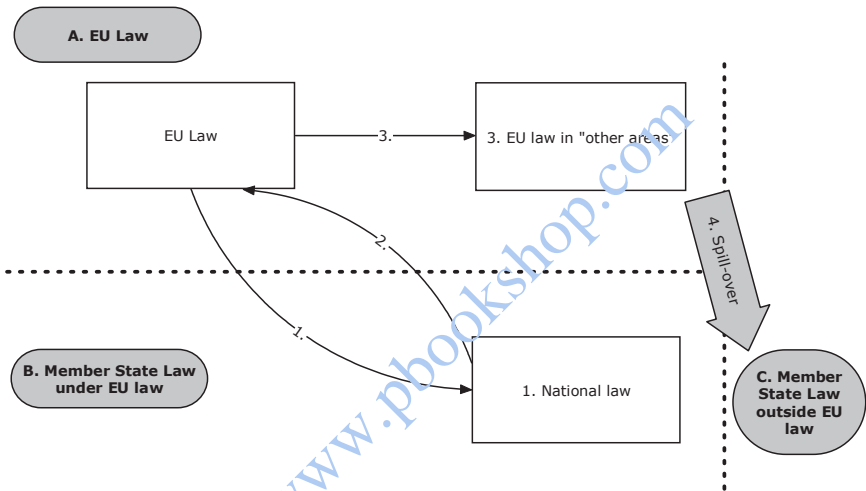 A. EU Law
EU Law
3.
3. EU law in "other areas
2.
4. Spill-over
1.
B. Member State Law
under EU law
1. National law
C. Member
State Law
outside EU
law
www.pbookshop.com